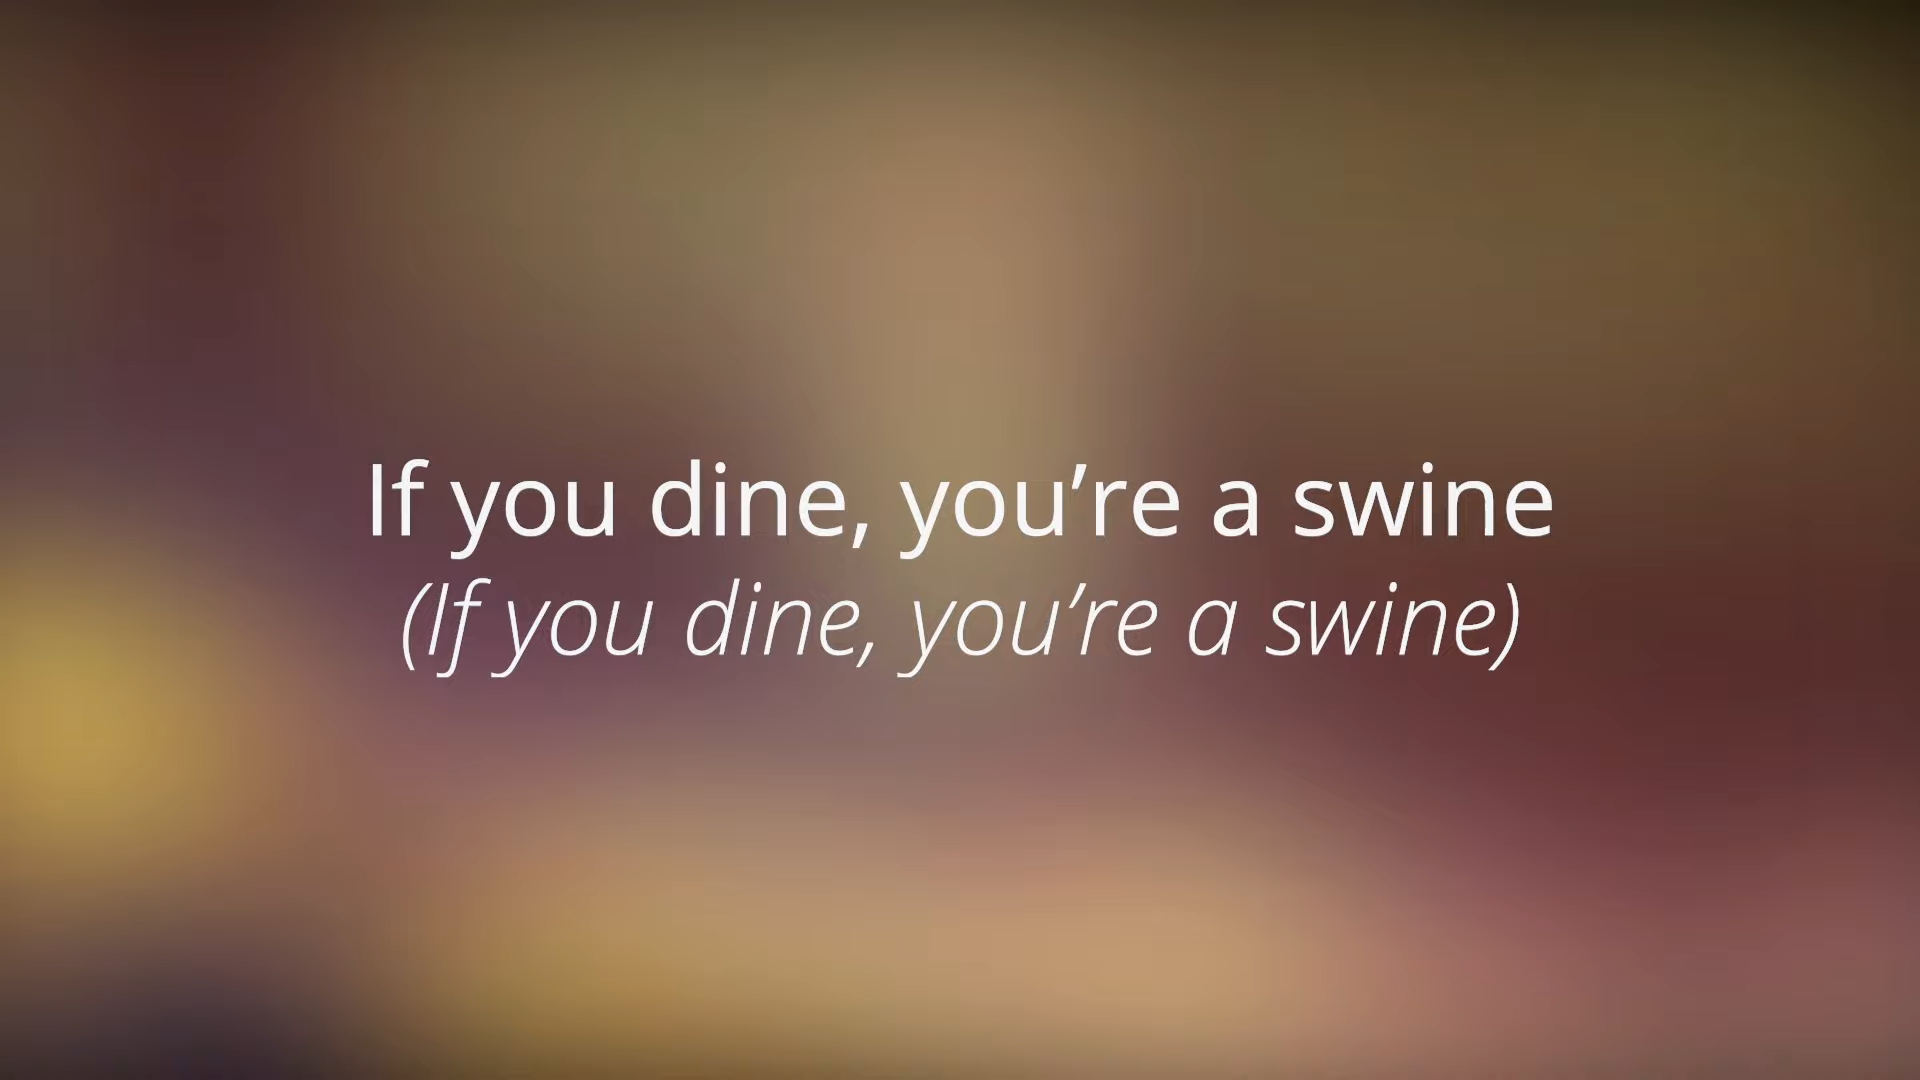 If you dine, you’re a swine
(If you dine, you’re a swine)